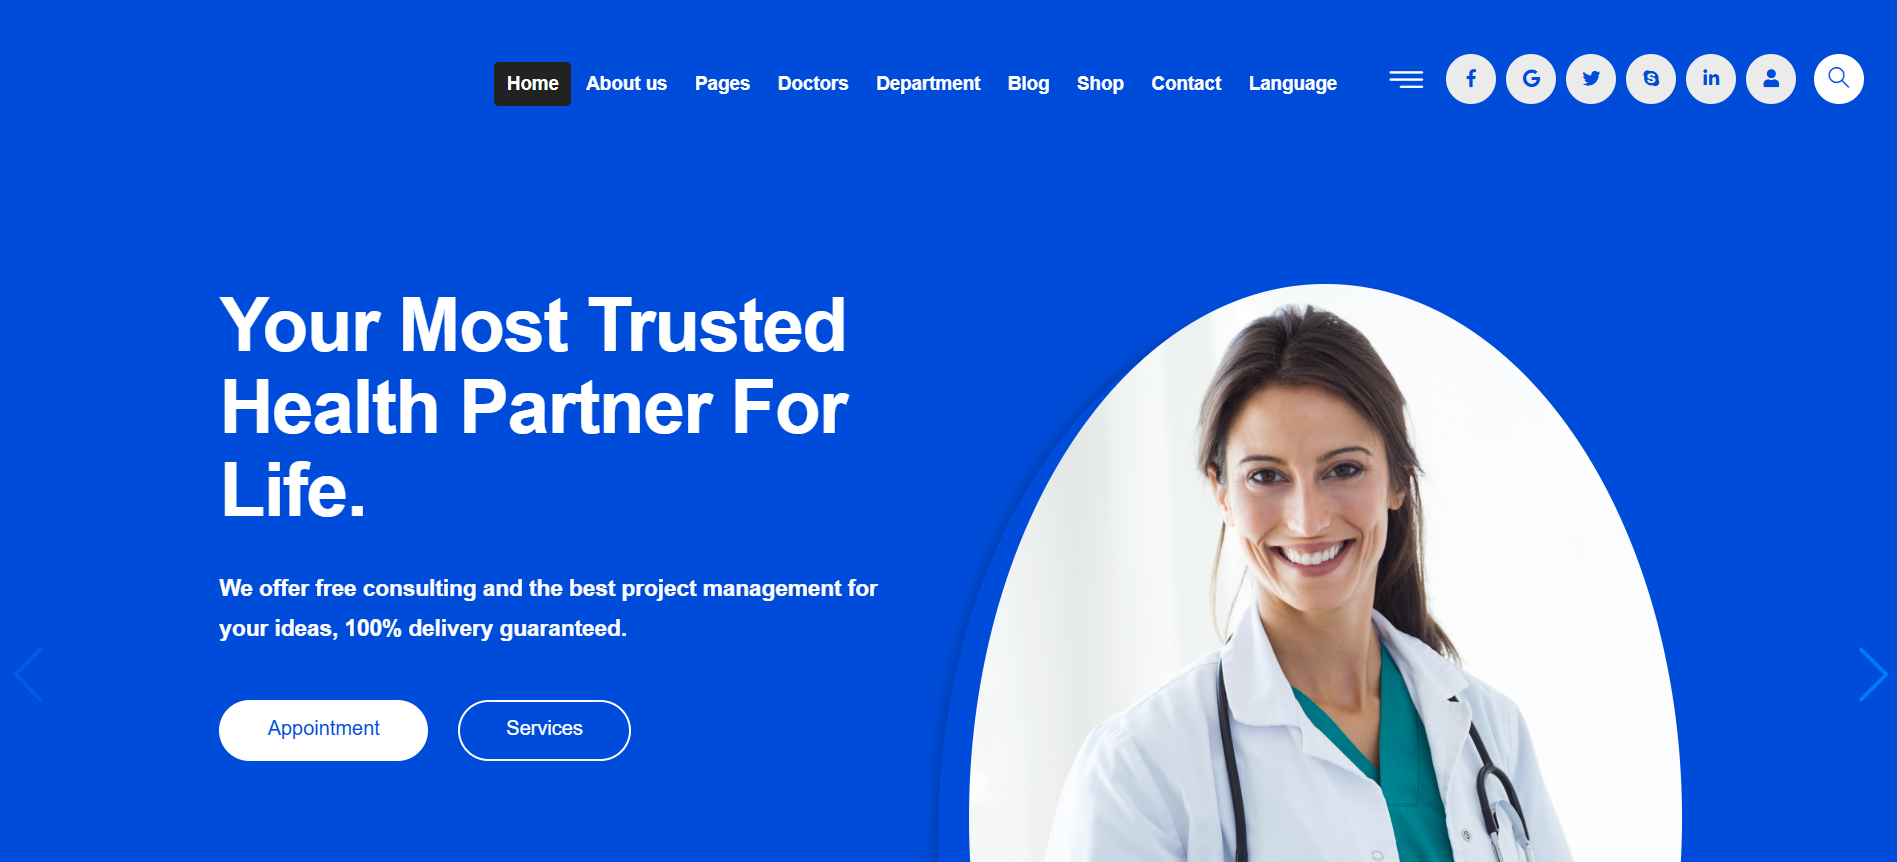 Home About us Pages Doctors Department Blog Shop Contact Language
Your Most Trusted
Health Partner For
Life.
We offer free consulting and the best project management for
your ideas, 100% delivery guaranteed.
Appointment Services